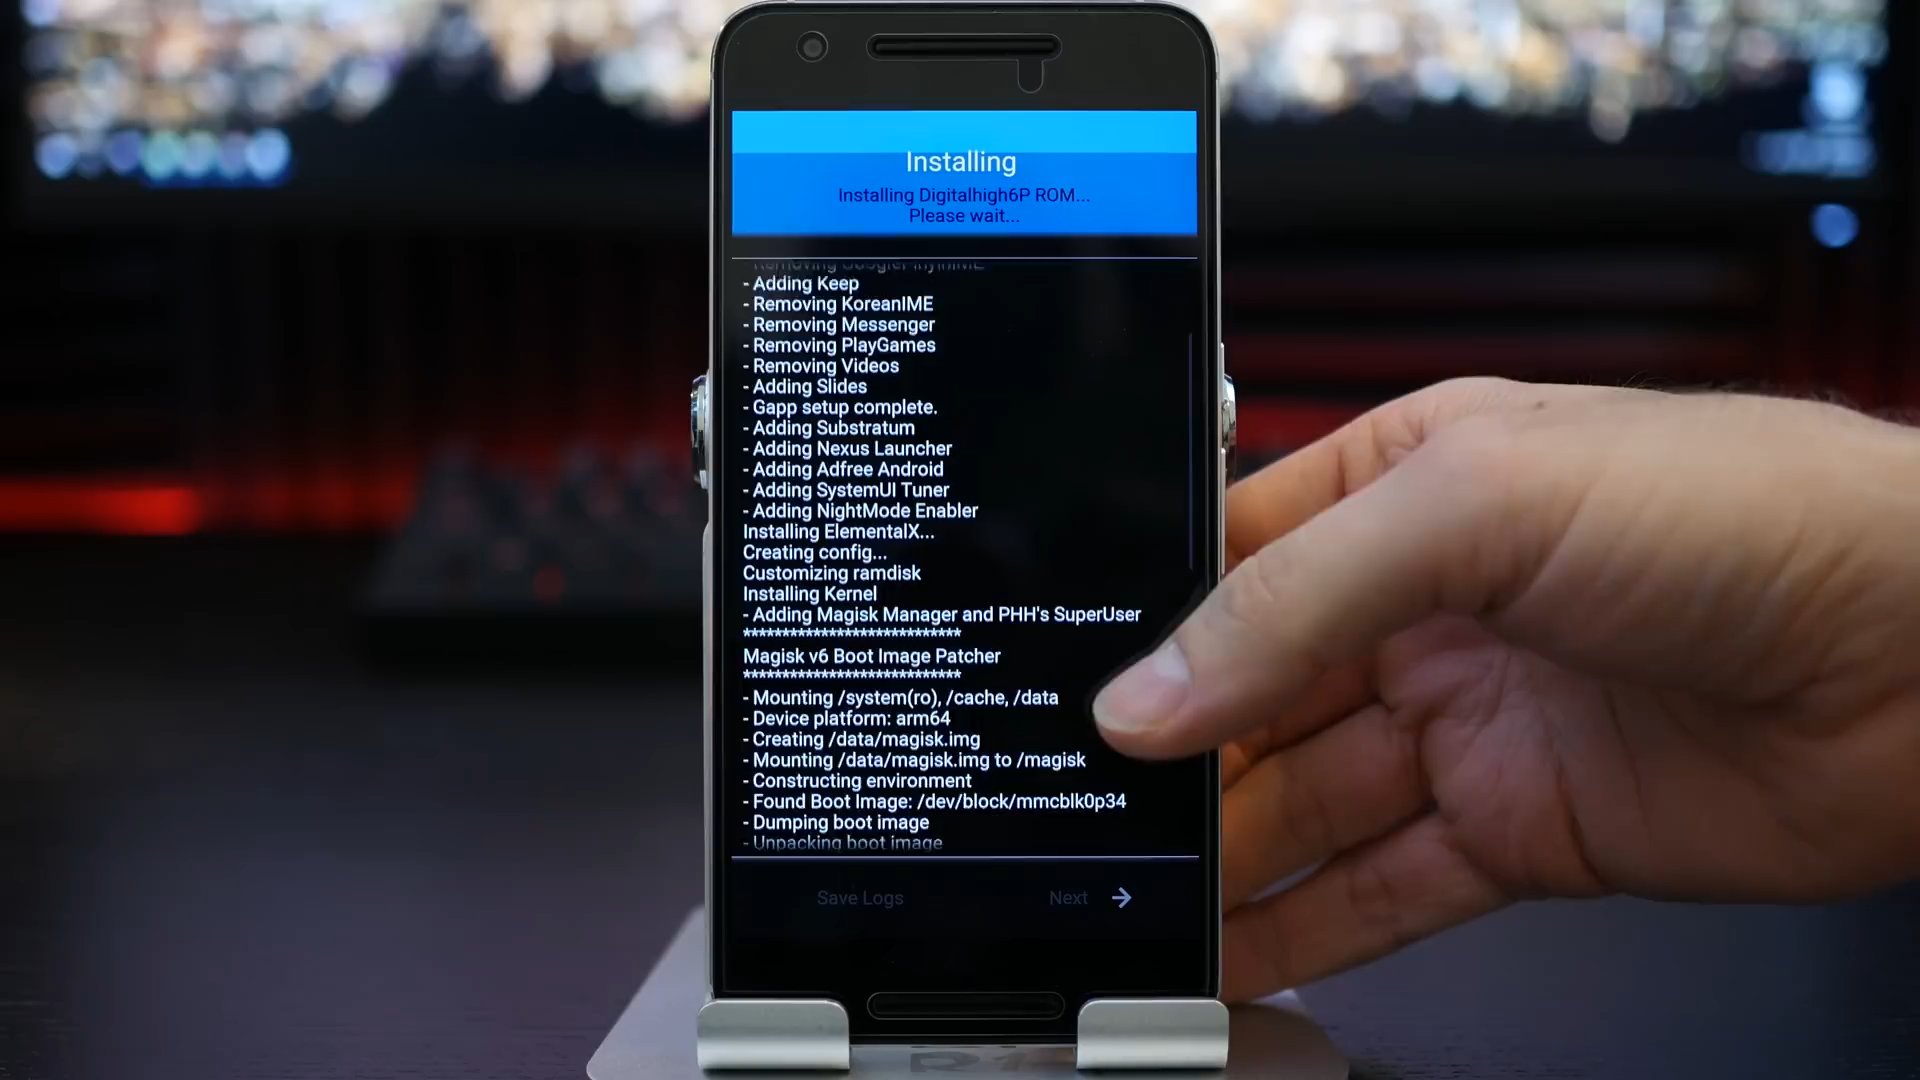 Installing
Installing Digitalhigh6P ROM...
Please wait...
- Adding Keep
- Removing KoreanIME
- Removing Messenger
- Removing PlayGames
- Removing Videos
- Adding Slides
- Gapp setup complete.
- Adding Substratum
- Adding Nexus Launcher
- Adding Adfree Android
- Adding SystemUI Tuner
- Adding NightMode Enabler
Installing ElementalX...
Creating config...
Customizing ramdisk
Installing Kernel
- Adding Magisk Manager and PHH's SuperUser
****************************
Magisk v6 Boot Image Patcher
****************************
- Mounting /system(ro), /cache, /data
- Device platform: arm64
- Creating /data/magisk.img
- Mounting /data/magisk.img to /magisk
- Constructing environment
- Found Boot Image: /dev/block/mmcblk0p34
- Dumping boot image
- Unpacking boot image
Save Logs
Next →